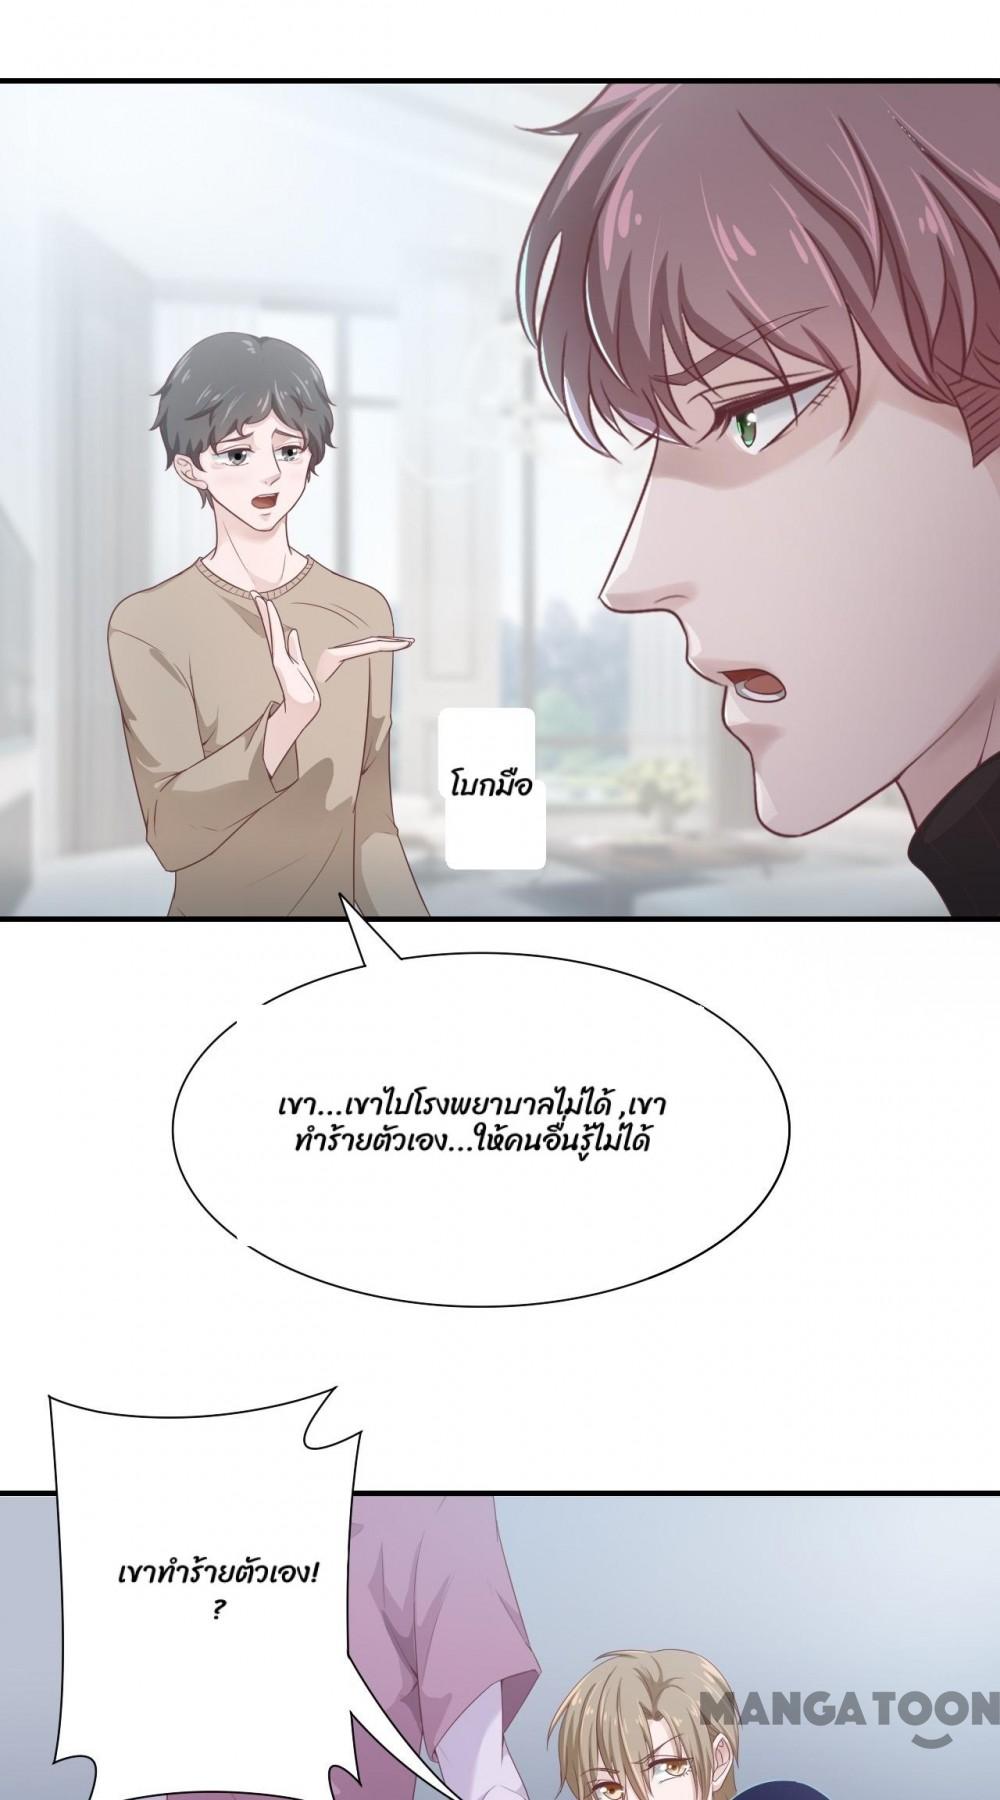 โบกมือ
เขา...เขาไปโรงพยาบาลไม่ได้ ,เขา
ทำร้ายตัวเอง...ให้คนอื่นรู้ไม่ได้
เขาทำร้ายตัวเอง!
?
MANGATOON